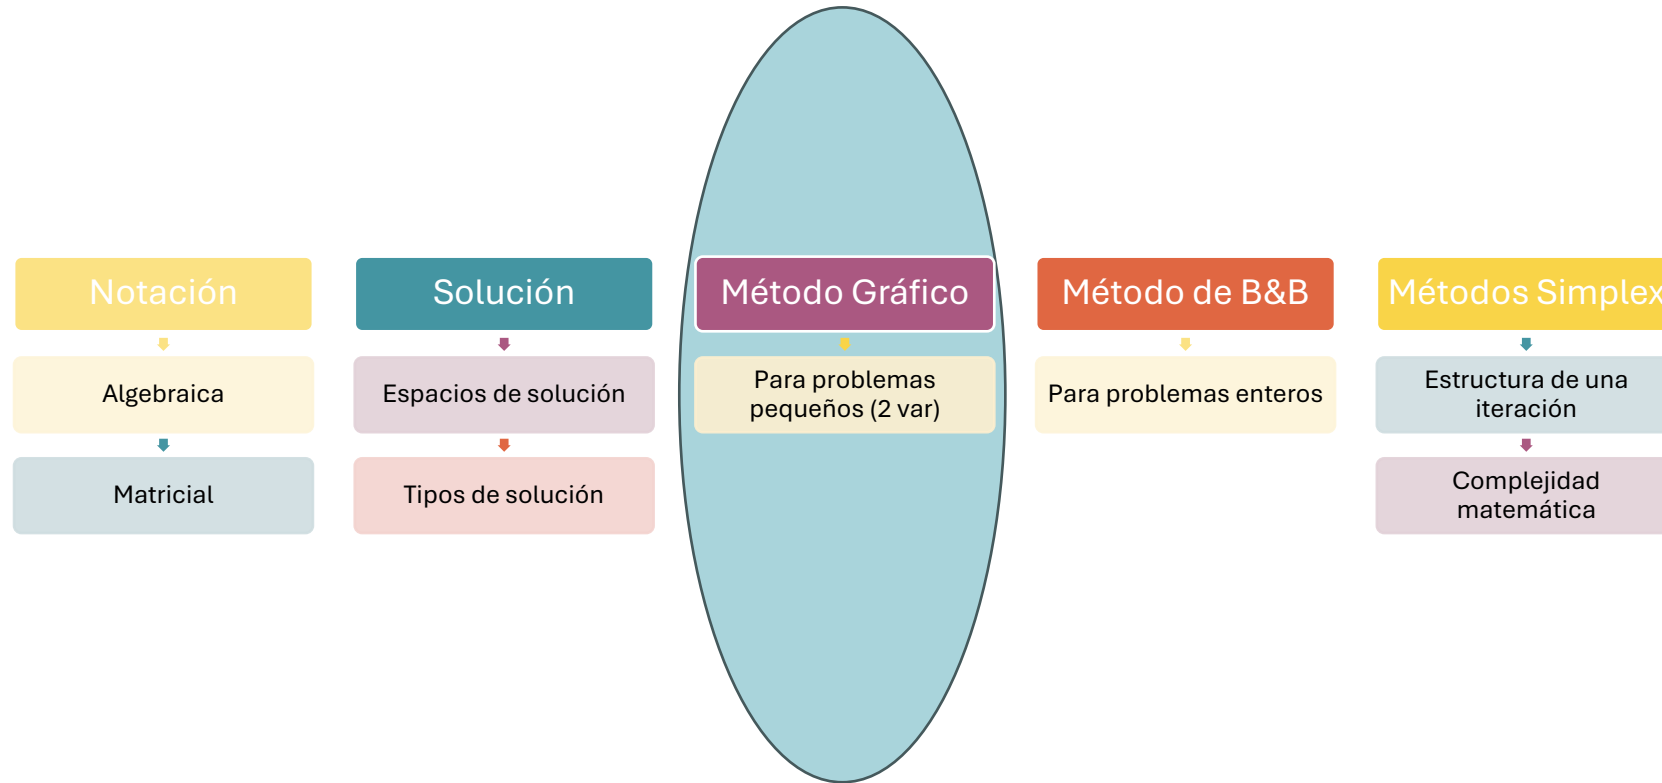 Notación
Algebraica
Matricial
Solución
Espacios de solución
Tipos de solución
Método Gráfico
Para problemas
pequeños (2 var)
Método de B&B
Para problemas enteros
Métodos Simplex
Estructura de una
iteración
Complejidad
matemática